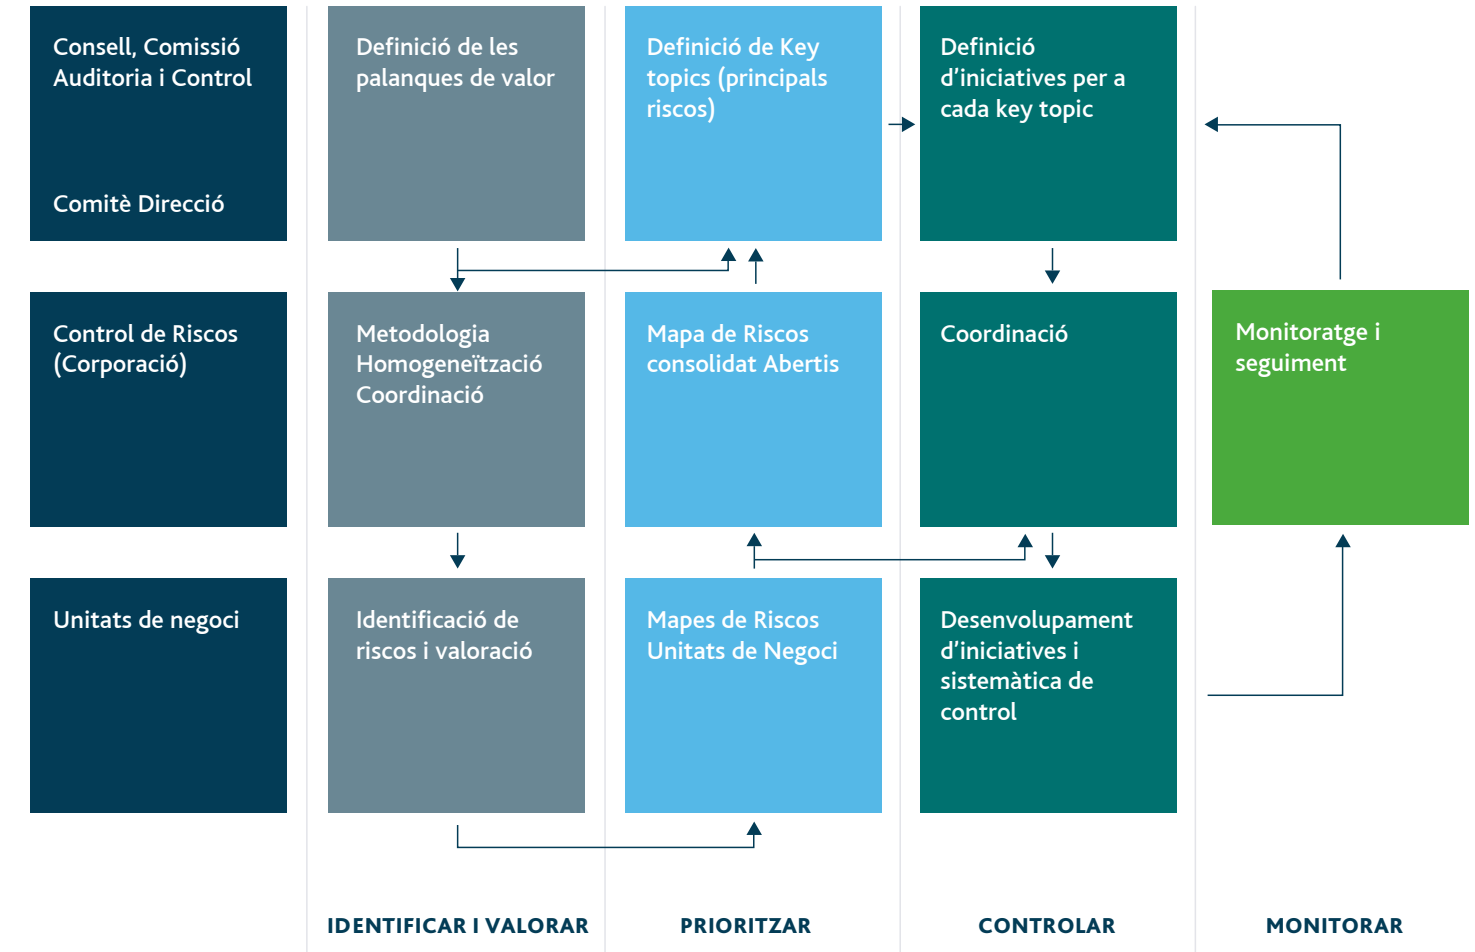 Consell, Comissió
Auditoria i Control
Comitè Direcció
Definició de les
palanques de valor
Definició de Key
topics (principals
riscos)
Definició
d’iniciatives per a
cada key topic
Control de Riscos
(Corporació)
Metodologia
Homogeneïtzació
Coordinació
Mapa de Riscos
consolidat Abertis
Coordinació
Monitoratge i
seguiment
Unitats de negoci
Identificació de
riscos i valoració
Mapes de Riscos
Unitats de Negoci
Desenvolupament
d’iniciatives i
sistemàtica de
control
IDENTIFICAR I VALORAR
PRIORITZAR
CONTROLAR
MONITORAR